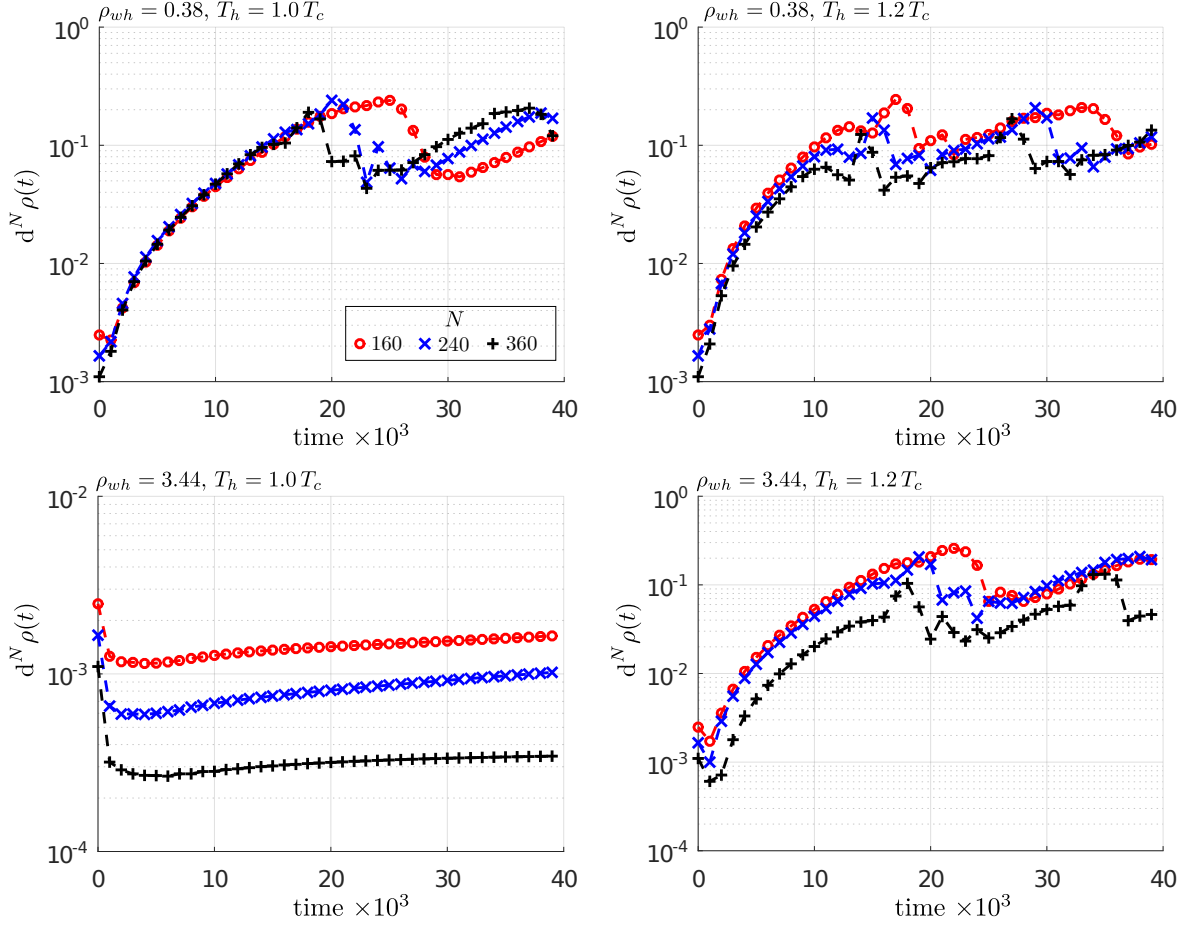 ρ_wh = 0.38, T_h = 1.0 T_c
10^0
10^-1
10^-2
10^-3
d^N ρ(t)
0 10 20 30 40
time ×10^3
N
160 240 360
ρ_wh = 0.38, T_h = 1.2 T_c
10^0
10^-1
10^-2
10^-3
d^N ρ(t)
0 10 20 30 40
time ×10^3
ρ_wh = 3.44, T_h = 1.0 T_c
10^-2
10^-3
10^-4
d^N ρ(t)
0 10 20 30 40
time ×10^3
ρ_wh = 3.44, T_h = 1.2 T_c
10^0
10^-1
10^-2
10^-3
10^-4
d^N ρ(t)
0 10 20 30 40
time ×10^3